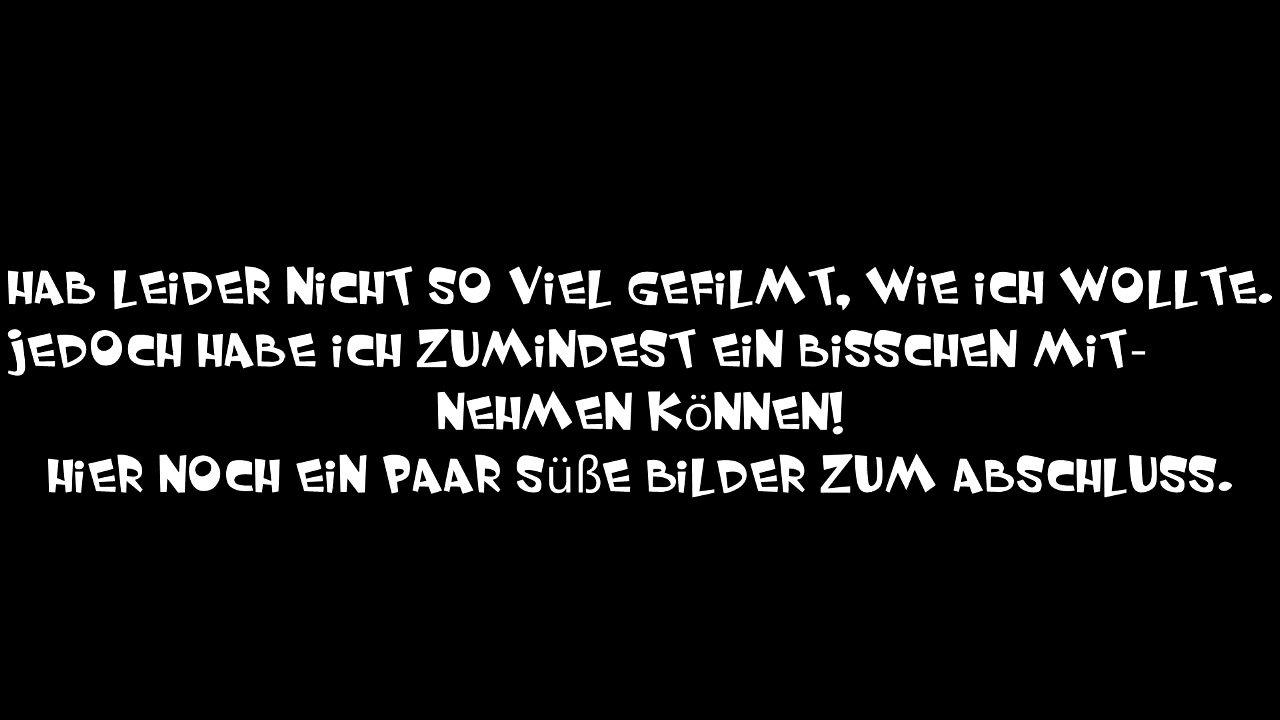 Hab leider nicht so viel gefilmt, wie ich wollte.
Jedoch habe ich zumindest ein bisschen mit-
nehmen können!
Hier noch ein paar süße Bilder zum Abschluss.